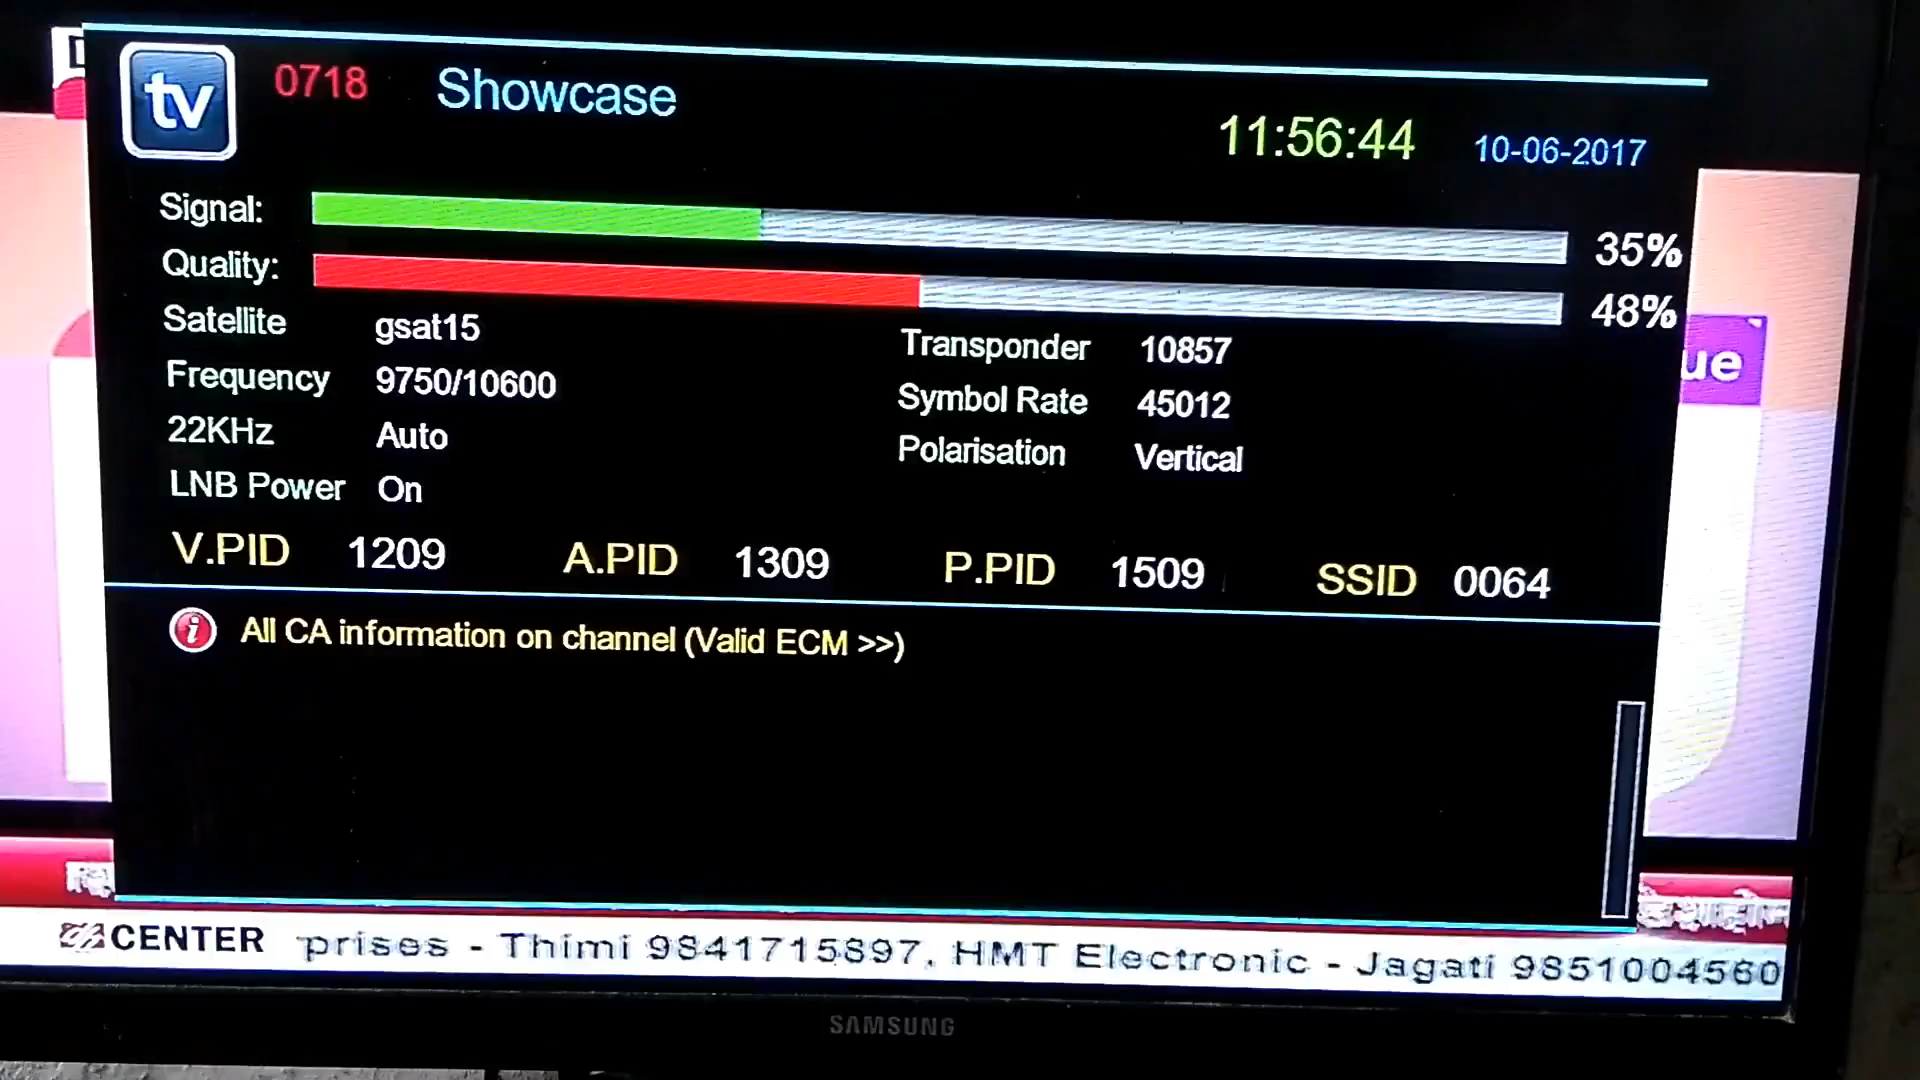 tv 0718 Showcase
11:56:44 10-06-2017
Signal: 35%
Quality: 48%
Satellite gsat15 Transponder 10857
Frequency 9750/10600 Symbol Rate 45012
22KHz Auto Polarisation Vertical
LNB Power On
V.PID 1209 A.PID 1309 P.PID 1509 SSID 0064
i All CA information on channel (Valid ECM >>)
ue
CENTER prises - Thimi 9841715897, HMT Electronic - Jagati 9851004560
SAMSUNG